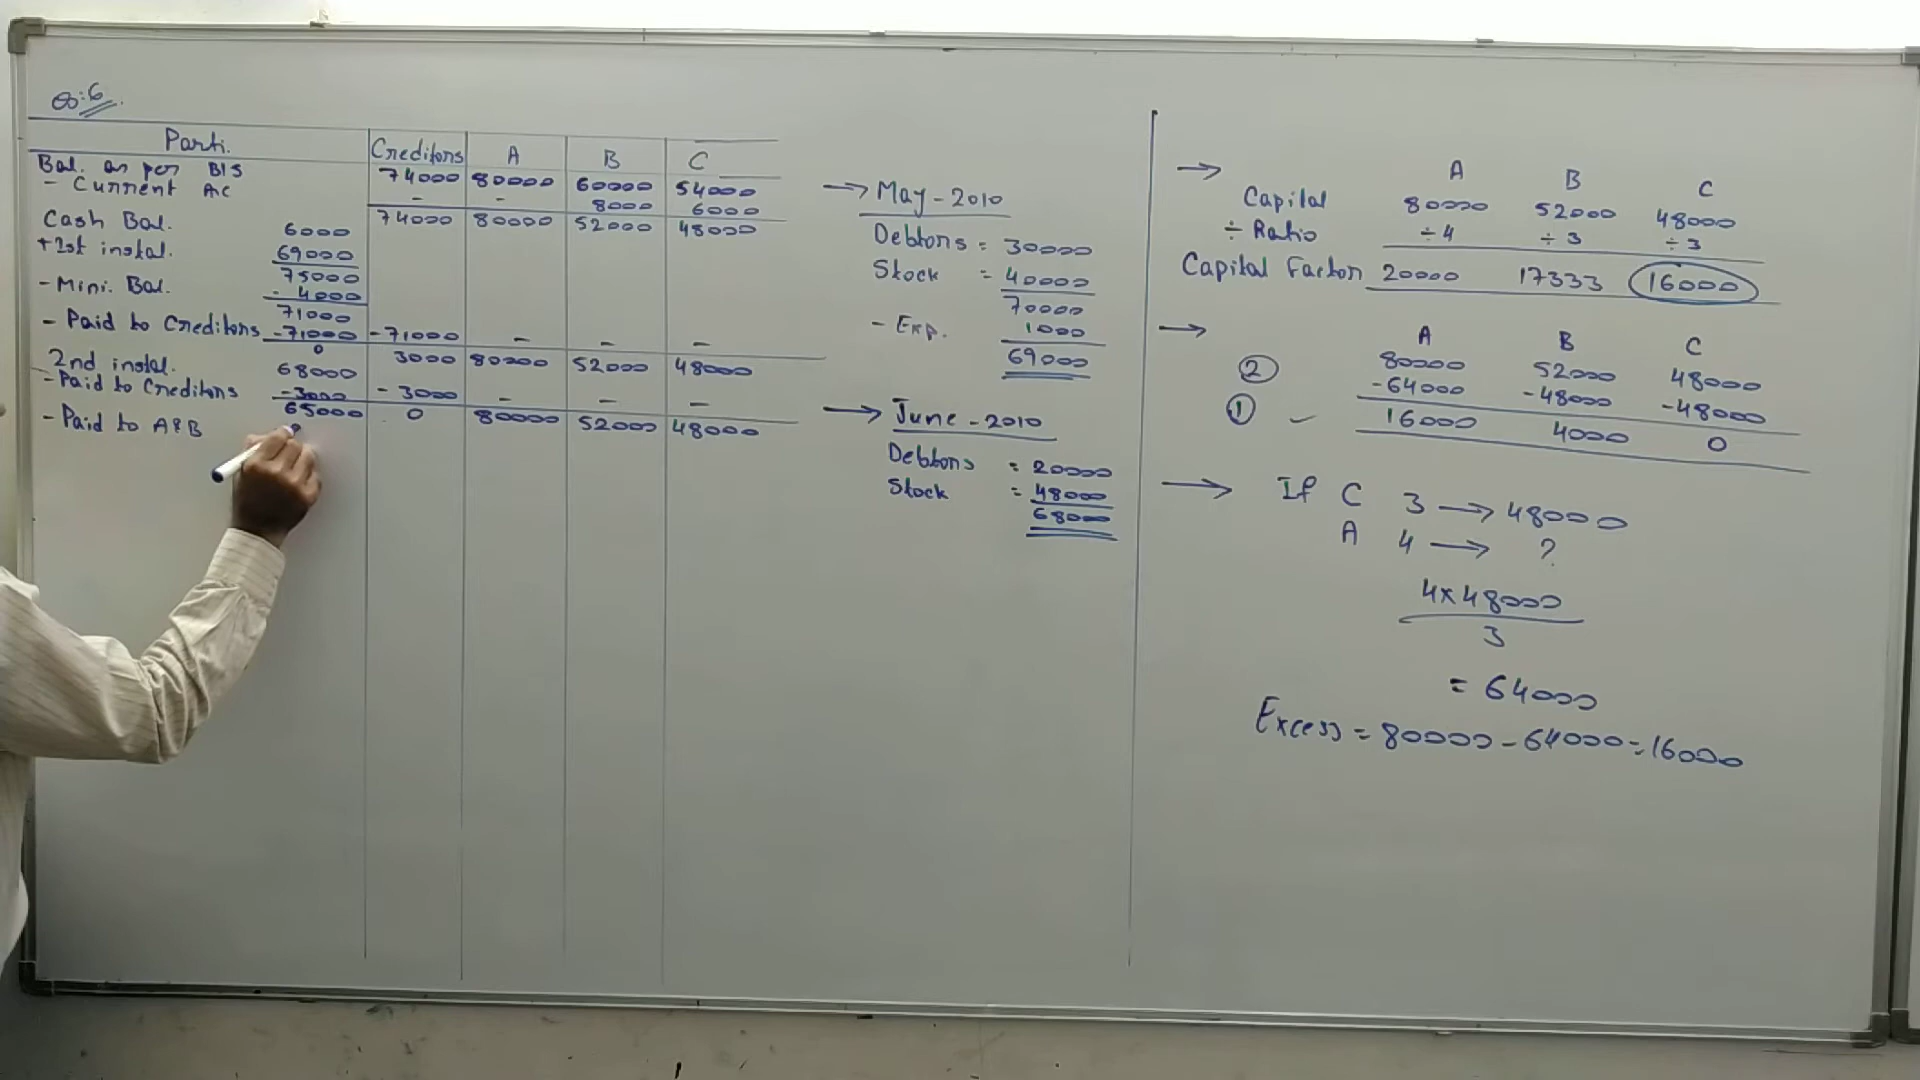 Parti. Creditors A B C
Bal. as per B/S 74000 80000 60000 54000
- Current Ac - - 8000 6000
74000 80000 52000 48000
Cash Bal. 6000
+ 1st instal. 69000
75000
- Mini. Bal. - 4000
71000
- Paid to Creditors -71000 -71000 - - -
0 3000 80000 52000 48000
2nd instal. 68000
- Paid to Creditors -3000 - 3000 - - -
65000 0 80000 52000 48000
- Paid to A&B
→ May - 2010
Debtors = 30000
Stock = 40000
70000
- Exp. 1000
69000
→ June - 2010
Debtors = 20000
Stock = 48000
68000
→ A B C
Capital 80000 52000 48000
÷ Ratio ÷4 ÷3 ÷3
Capital Factor 20000 17333 16000
→ A B C
② 80000 52000 48000
-64000 -48000 -48000
① 16000 4000 0
→ If C 3 → 48000
A 4 → ?
4×48000
3
= 64000
Excess = 80000 - 64000 = 16000